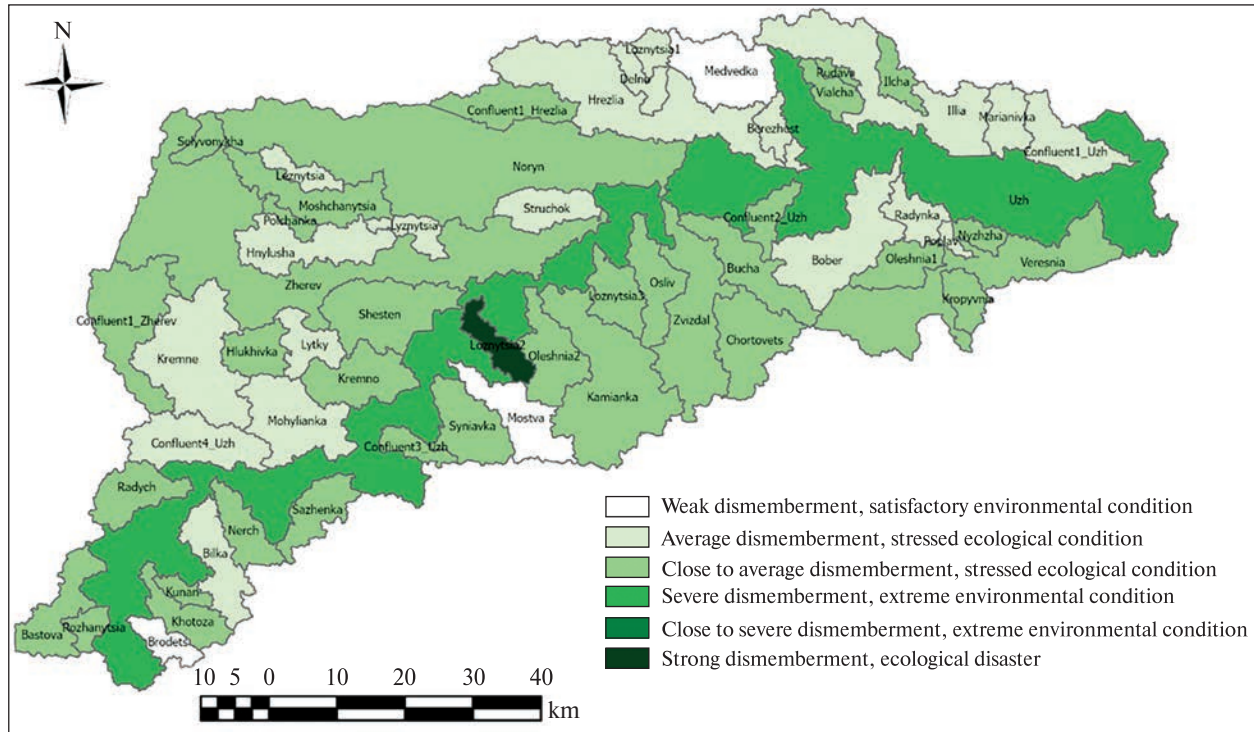 N
Loznytsia1
Delno
Medvedka
Hrezlia
Rudava
Vialcha
Ilcha
Confluent1_Hrezlia
Berezhest
Illia
Marianivka
Confluent1_Uzh
Solyvonykha
Noryn
Leznytsia
Moshchanytsia
Polchanka
Struchok
Lyznytsia
Hnylusha
Confluent2_Uzh
Radynka
Uzh
Poplav
Nyzhzha
Bober
Oleshnia1
Veresnia
Zherev
Bucha
Osliv
Loznytsia3
Kropyvnia
Confluent1_Zherev
Shesten
Zvizdal
Chortovets
Kremne
Hlukhivka
Lytky
Loznytsia2
Oleshnia2
Kremno
Kamianka
Mohylianka
Mostva
Syniavka
Confluent4_Uzh
Confluent3_Uzh
Radych
Sazhenka
Nerch
Bilka
Kunan
Khotoza
Bastova
Rozhanytsia
Brodets
Weak dismemberment, satisfactory environmental condition
Average dismemberment, stressed ecological condition
Close to average dismemberment, stressed ecological condition
Severe dismemberment, extreme environmental condition
Close to severe dismemberment, extreme environmental condition
Strong dismemberment, ecological disaster
10 5 0 10 20 30 40
km